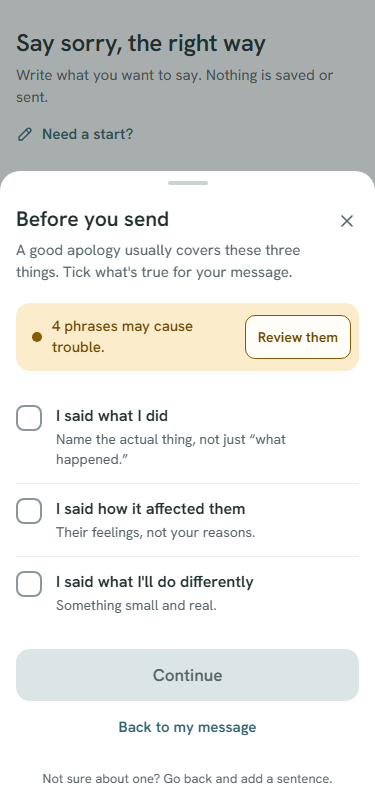 Say sorry, the right way
Write what you want to say. Nothing is saved or
sent.
Need a start?
Before you send
A good apology usually covers these three
things. Tick what's true for your message.
4 phrases may cause
trouble.
Review them
I said what I did
Name the actual thing, not just “what
happened.”
I said how it affected them
Their feelings, not your reasons.
I said what I'll do differently
Something small and real.
Continue
Back to my message
Not sure about one? Go back and add a sentence.